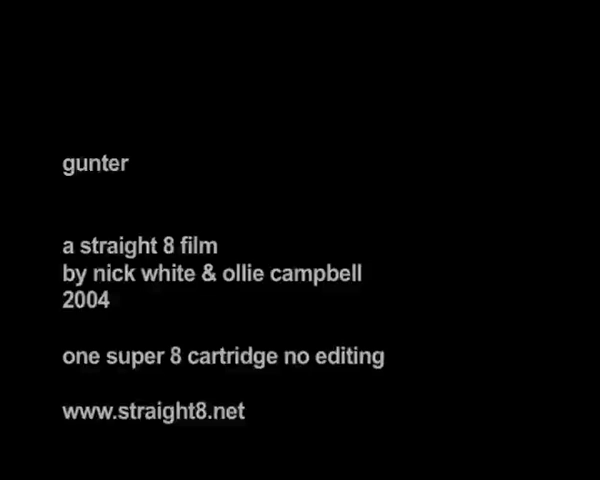 gunter
a straight 8 film
by nick white & ollie campbell
2004
one super 8 cartridge no editing
www.straight8.net